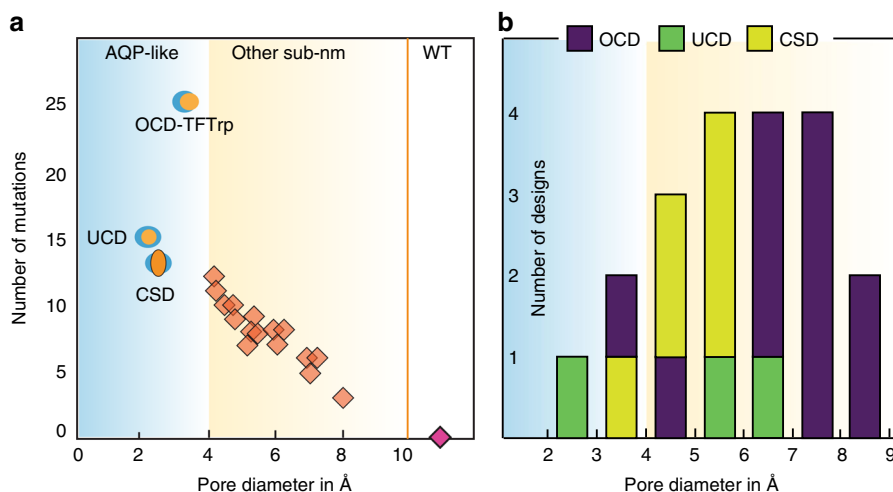 a
AQP-like Other sub-nm WT
25
OCD-TFTrp
20
15
UCD
CSD
10
5
0
Number of mutations
0 2 4 6 8 10
Pore diameter in Å
b
OCD UCD CSD
4
3
2
1
Number of designs
2 3 4 5 6 7 8 9
Pore diameter in Å